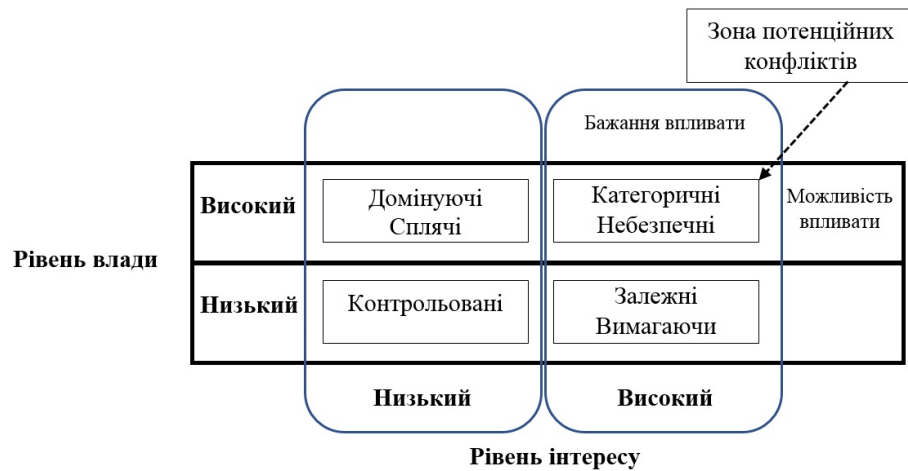 Зона потенційних
конфліктів
Бажання впливати
Рівень влади
Високий
Домінуючі
Сплячі
Категоричні
Небезпечні
Можливість
впливати
Низький
Контрольовані
Залежні
Вимагаючи
Низький
Високий
Рівень інтересу